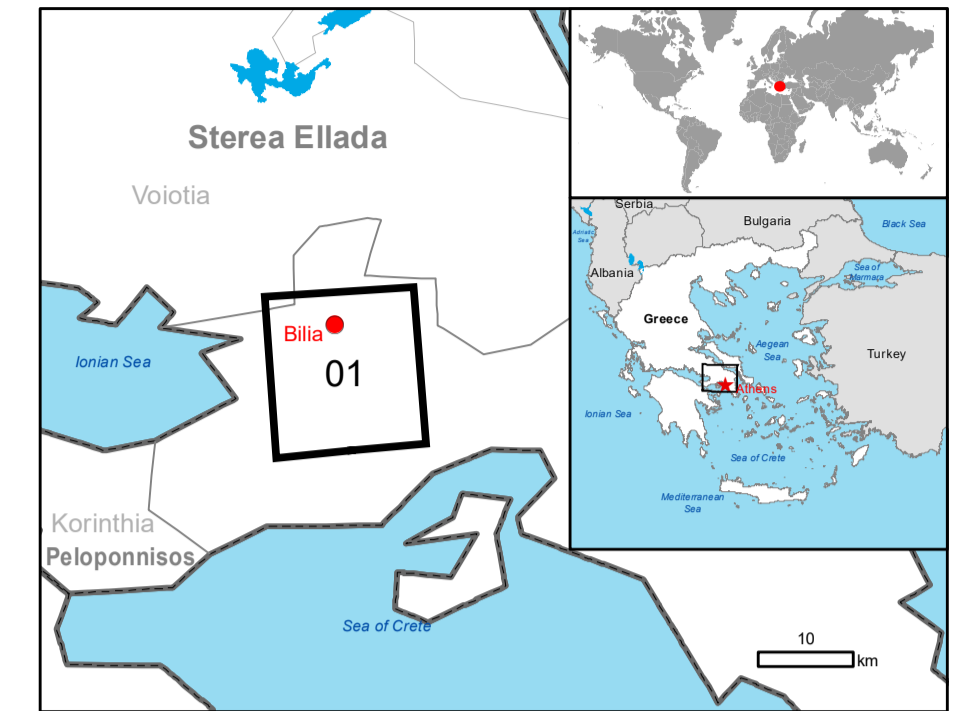 Sterea Ellada
Voiotia
Bilia
01
Ionian Sea
Korinthia
Peloponnisos
Sea of Crete
10
km
Serbia
Bulgaria
Black Sea
Adriatic
Sea
Albania
Sea of
Marmara
Greece
Aegean
Sea
Turkey
Athens
Ionian Sea
Sea of Crete
Mediterranean
Sea